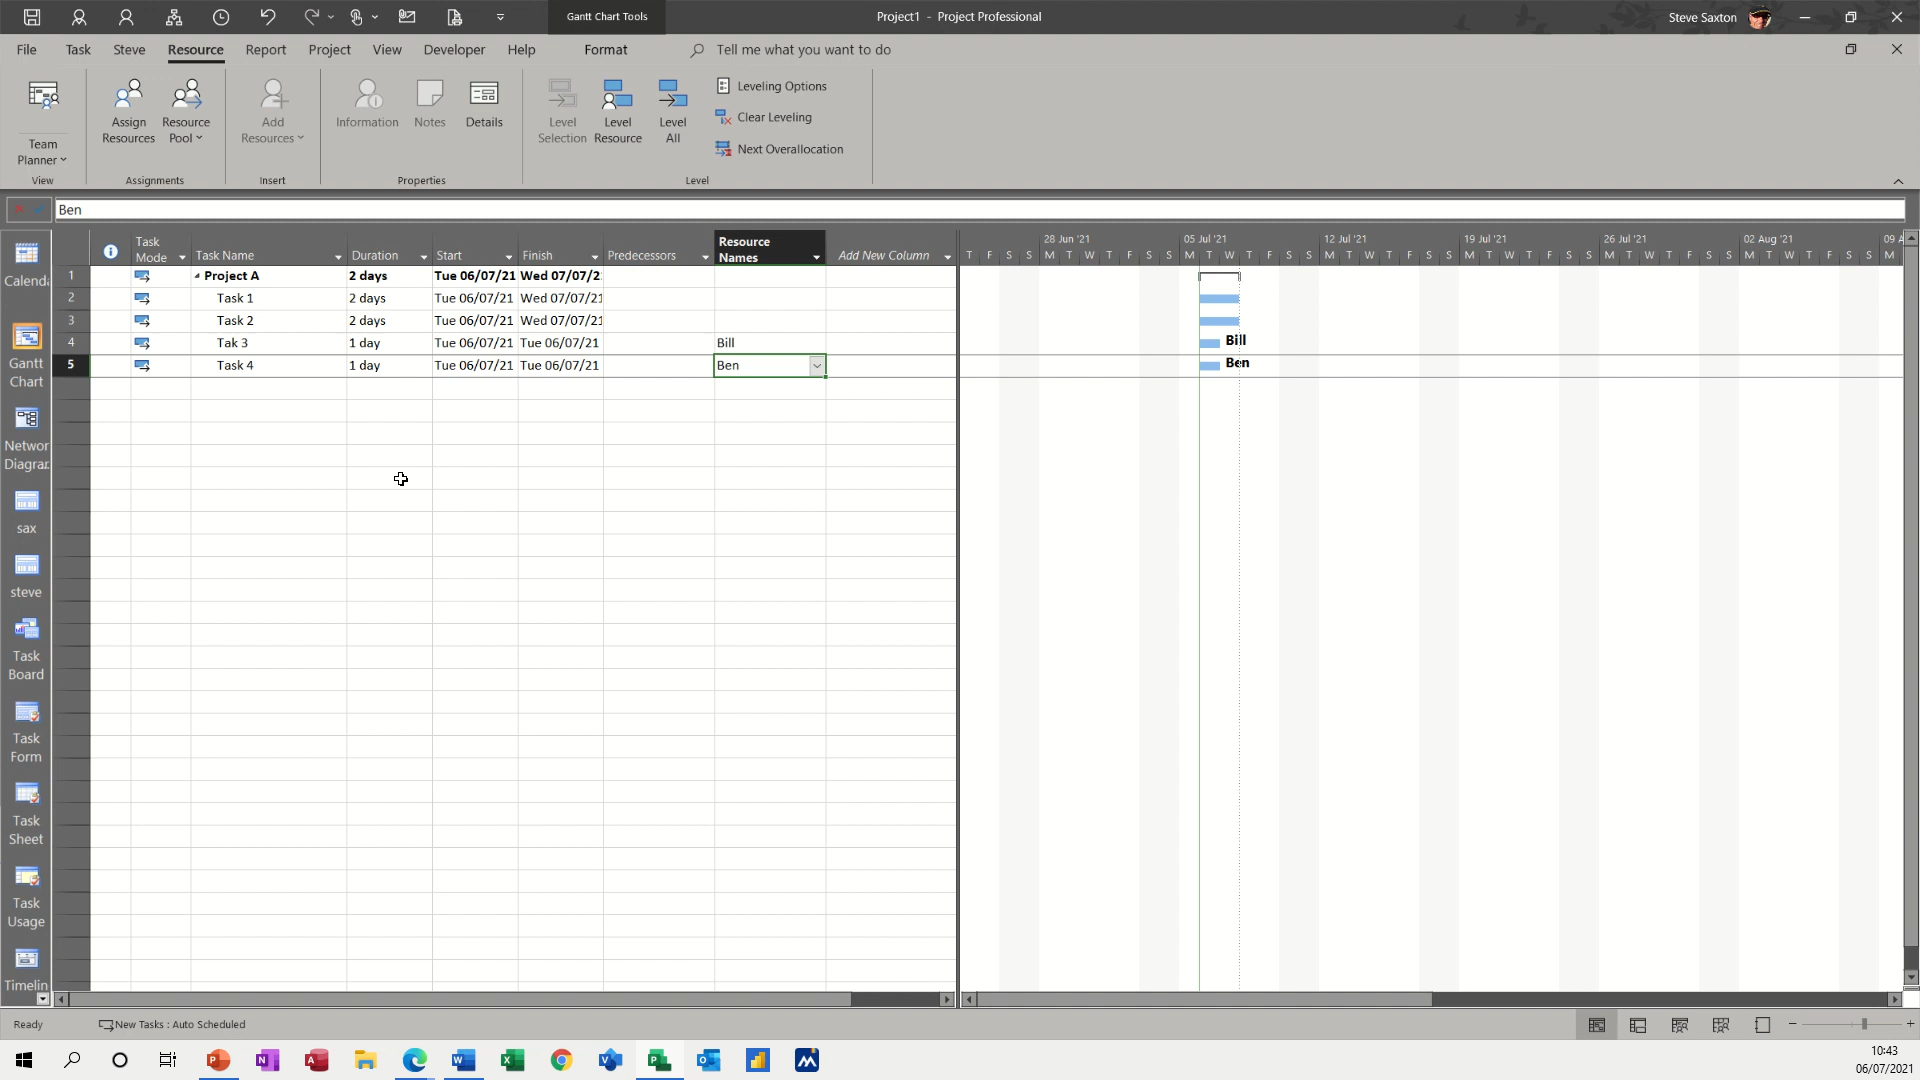 Gantt Chart Tools
Project1 - Project Professional
Steve Saxton
File Task Steve Resource Report Project View Developer Help Format Tell me what you want to do
Team Planner
View
Assign Resources
Resource Pool
Assignments
Add Resources
Insert
Information
Notes
Details
Properties
Level Selection
Level Resource
Level All
Leveling Options
Clear Leveling
Next Overallocation
Level
Ben
Task Mode Task Name Duration Start Finish Predecessors Resource Names Add New Column
1 Project A 2 days Tue 06/07/21 Wed 07/07/2
2 Task 1 2 days Tue 06/07/21 Wed 07/07/21
3 Task 2 2 days Tue 06/07/21 Wed 07/07/21
4 Tak 3 1 day Tue 06/07/21 Tue 06/07/21 Bill
5 Task 4 1 day Tue 06/07/21 Tue 06/07/21 Ben
28 Jun '21 05 Jul '21 12 Jul '21 19 Jul '21 26 Jul '21 02 Aug '21 09 A
T F S S M T W T F S S M T W T F S S M T W T F S S M T W T F S S M T W T F S S M T W T F S S M
Bill
Ben
Calenda
Gantt
Chart
Networ
Diagrar
sax
steve
Task
Board
Task
Form
Task
Sheet
Task
Usage
Timelin
Ready New Tasks : Auto Scheduled
10:43
06/07/2021